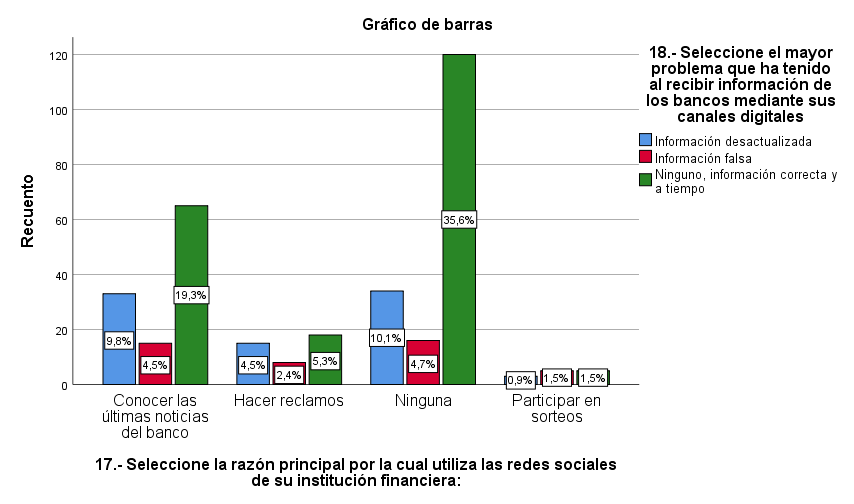 Gráfico de barras
18.- Seleccione el mayor
problema que ha tenido
al recibir información de
los bancos mediante sus
canales digitales
Información desactualizada
Información falsa
Ninguno, información correcta y
a tiempo
Recuento
120
100
80
60
40
20
0
9,8%
4,5%
19,3%
4,5%
2,4%
5,3%
10,1%
4,7%
35,6%
0,9%
1,5%
1,5%
Conocer las
últimas noticias
del banco
Hacer reclamos
Ninguna
Participar en
sorteos
17.- Seleccione la razón principal por la cual utiliza las redes sociales
de su institución financiera: